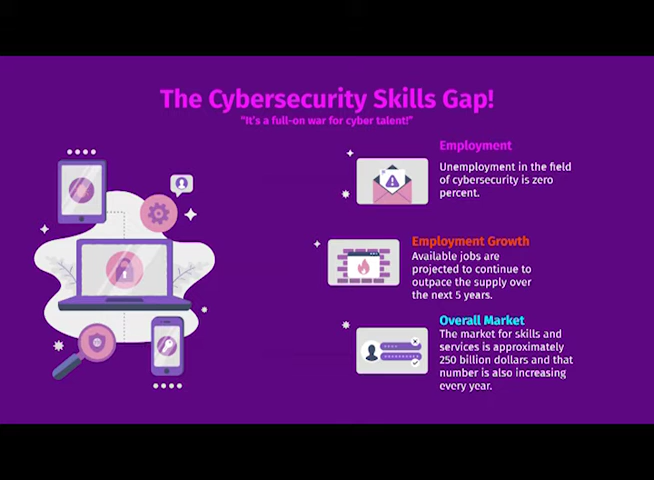 The Cybersecurity Skills Gap!
"It's a full-on war for cyber talent!"
Employment
Unemployment in the field
of cybersecurity is zero
percent.
Employment Growth
Available jobs are
projected to continue to
outpace the supply over
the next 5 years.
Overall Market
The market for skills and
services is approximately
250 billion dollars and that
number is also increasing
every year.